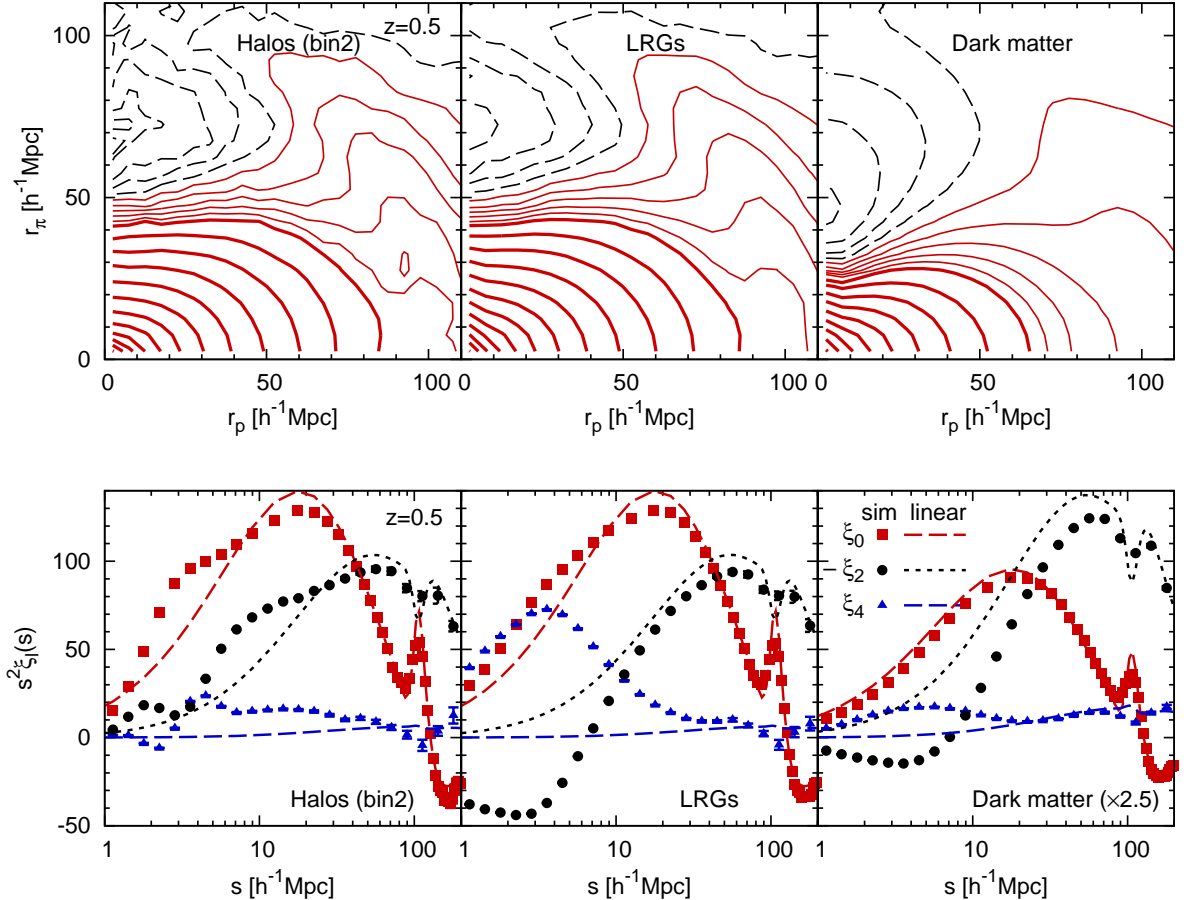 Halos (bin2) z=0.5 LRGs Dark matter
100
50
0
r_π [h⁻¹Mpc]
0 50 100 0 50 100 0 50 100
r_p [h⁻¹Mpc] r_p [h⁻¹Mpc] r_p [h⁻¹Mpc]
z=0.5 sim linear
ξ₀
ξ₂
ξ₄
100
50
0
-50
s²ξₗ(s)
Halos (bin2) LRGs Dark matter (×2.5)
1 10 100 1 10 100 1 10 100
s [h⁻¹Mpc] s [h⁻¹Mpc] s [h⁻¹Mpc]